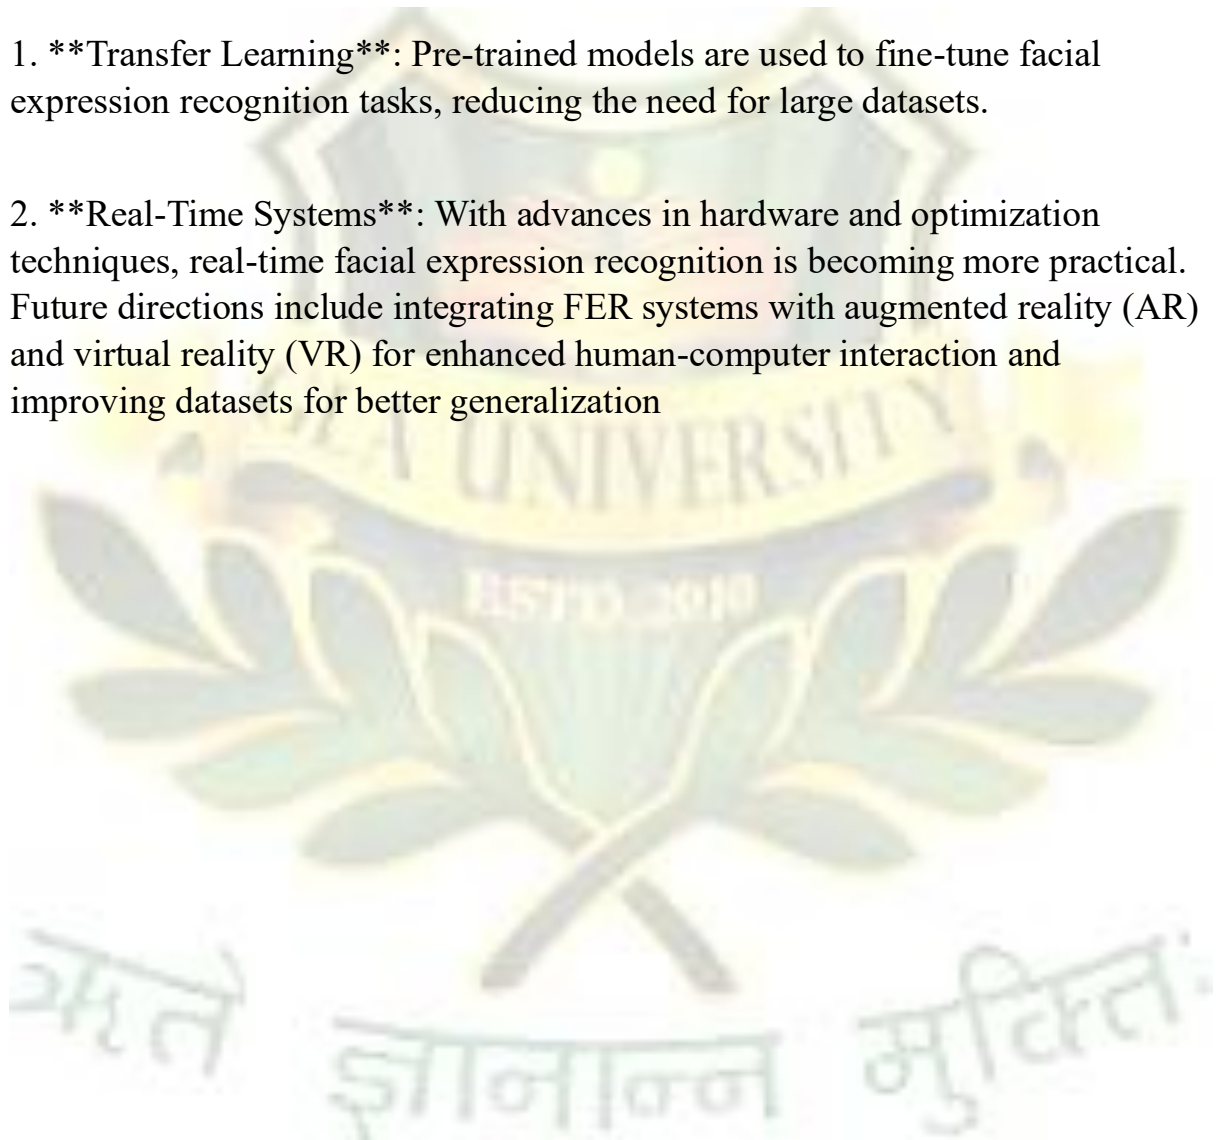 1. **Transfer Learning**: Pre-trained models are used to fine-tune facial
expression recognition tasks, reducing the need for large datasets.
2. **Real-Time Systems**: With advances in hardware and optimization
techniques, real-time facial expression recognition is becoming more practical.
Future directions include integrating FER systems with augmented reality (AR)
and virtual reality (VR) for enhanced human-computer interaction and
improving datasets for better generalization
GLA UNIVERSITY
ESTD. 2010
ऋते ज्ञानान्न मुक्तिः